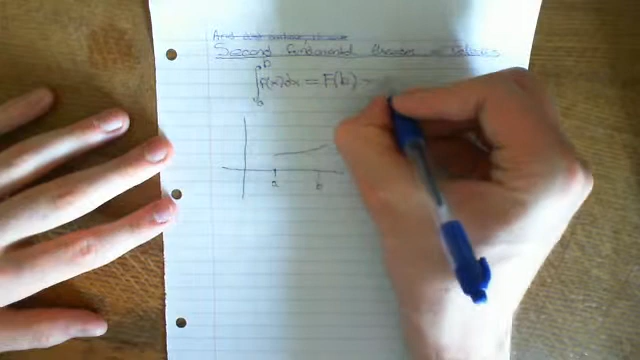 Second Fundamental Theorem of Calculus
∫ f(x)dx = F(b) -
a b